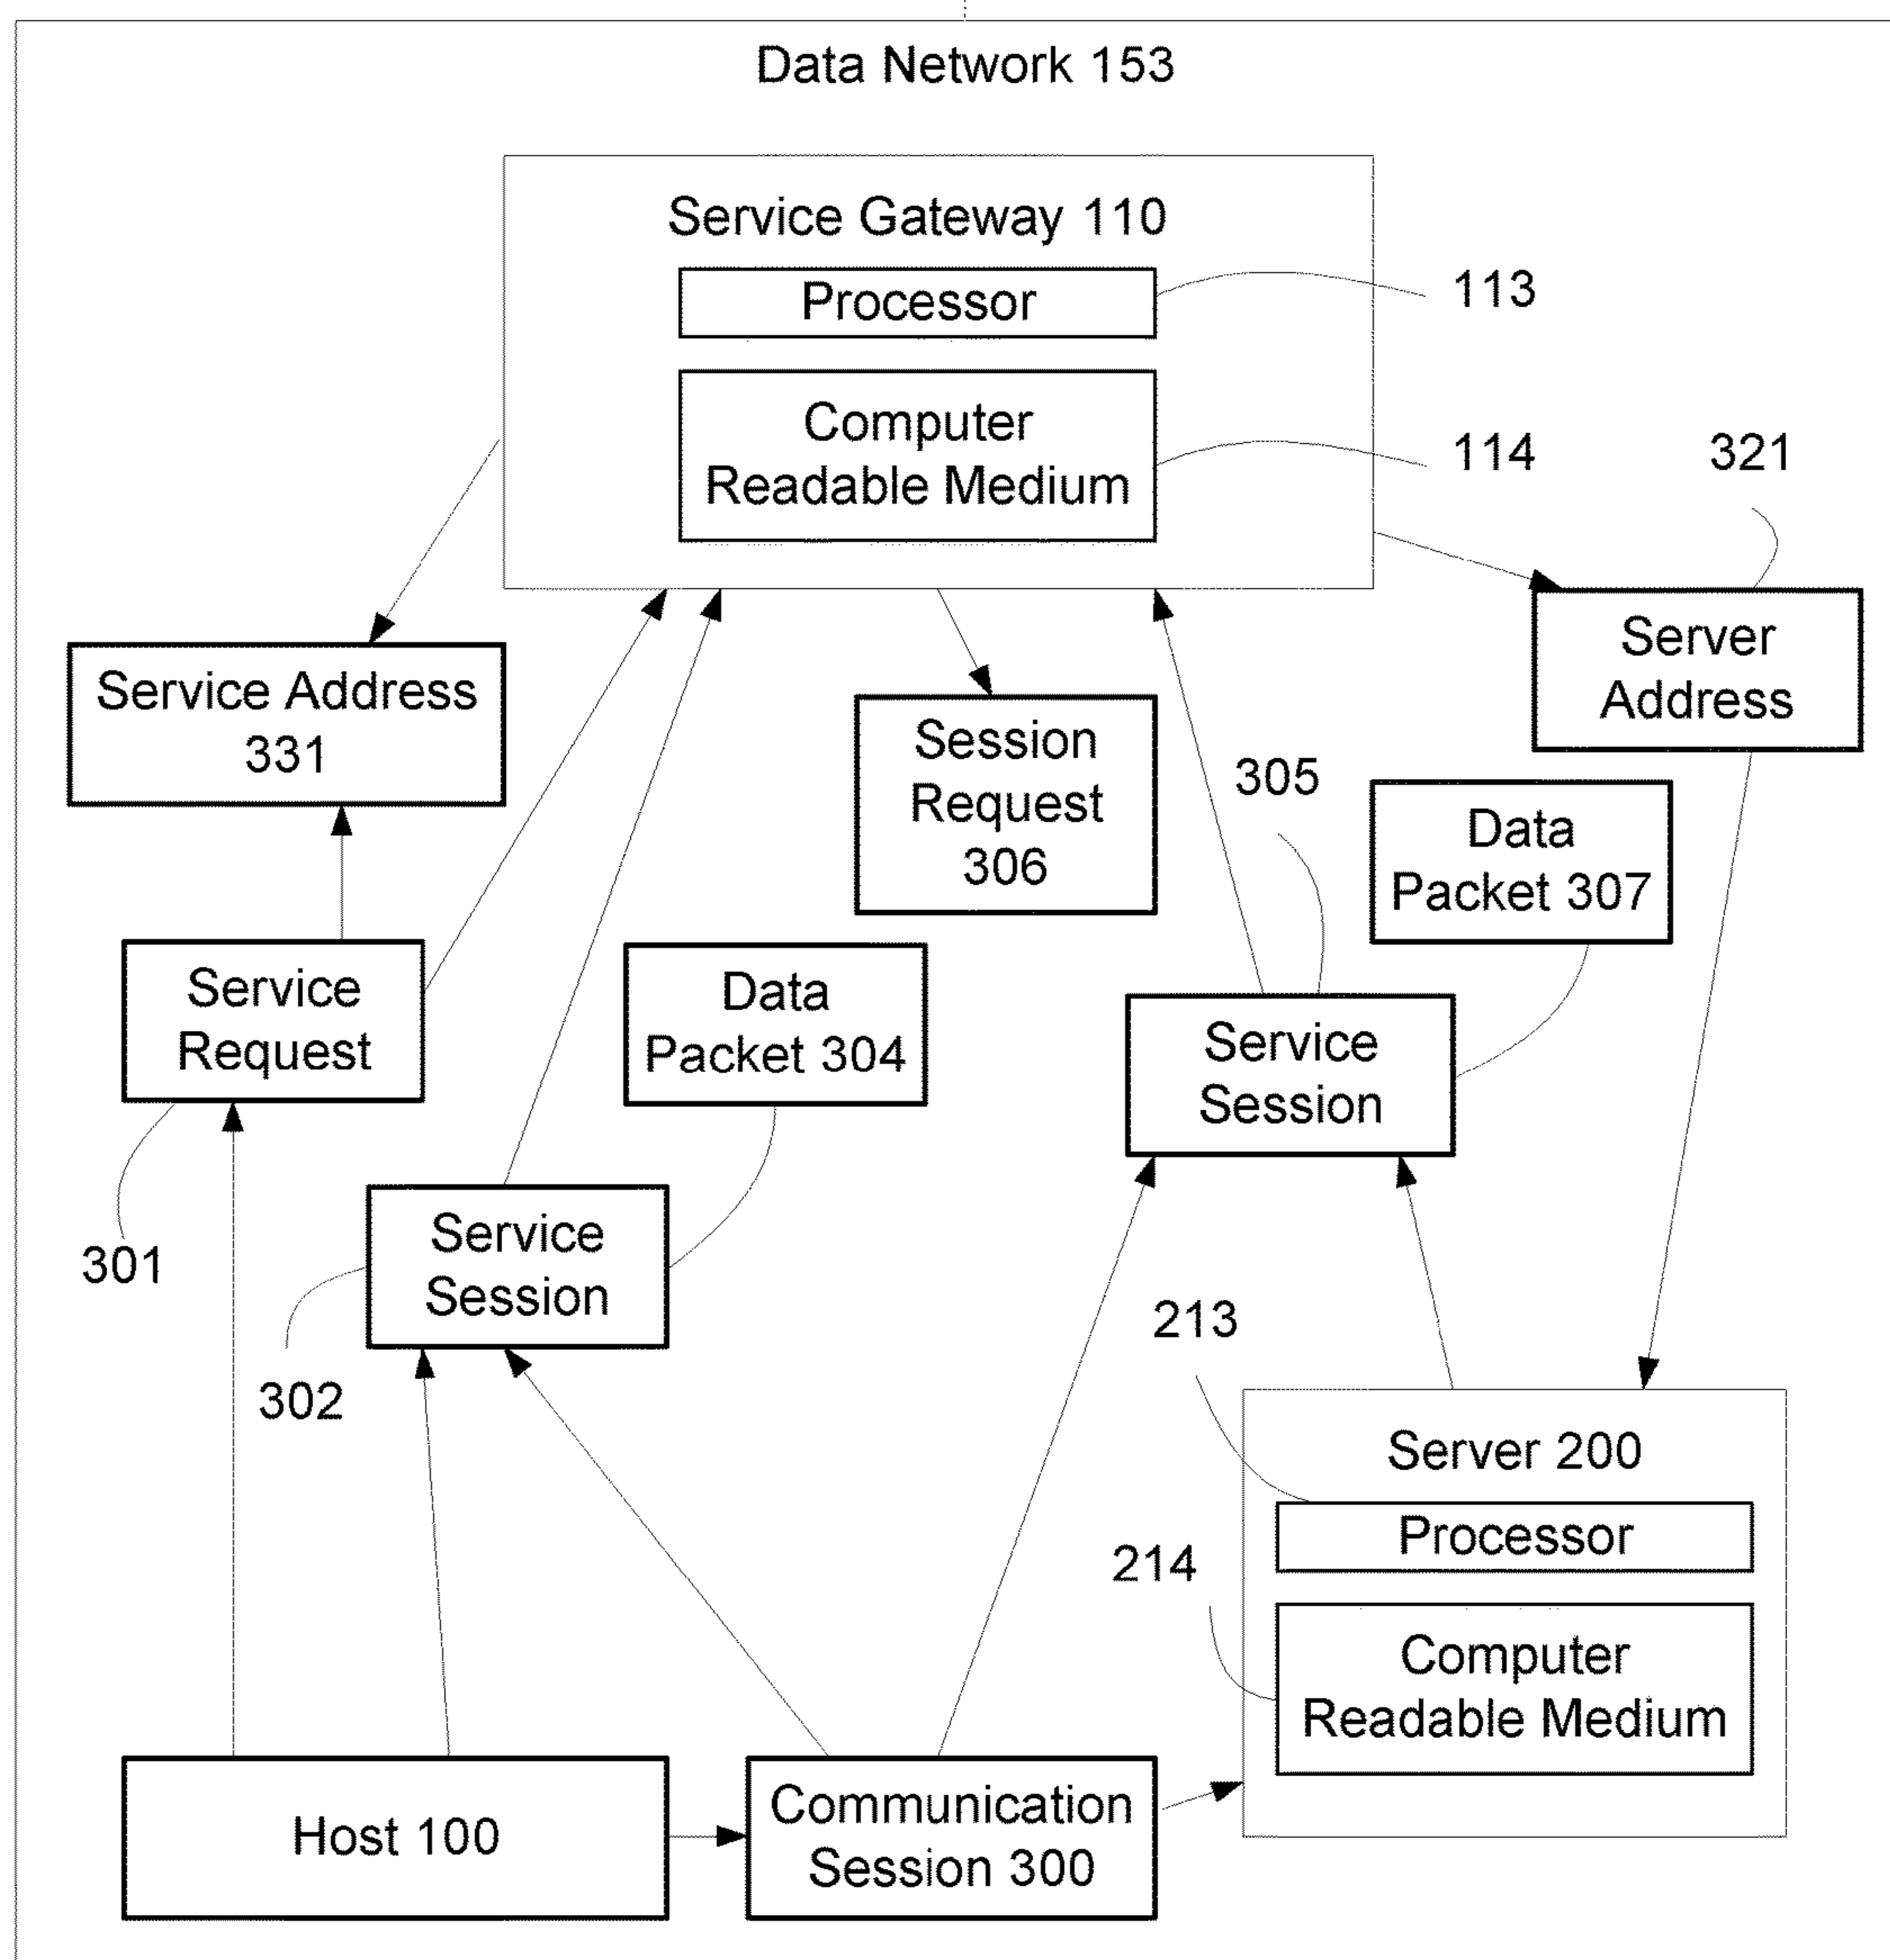 Data Network 153
Service Gateway 110
Processor
113
Computer
Readable Medium
114
321
Service Address
331
Session
Request
306
Server
Address
305
Data
Packet 307
Service
Request
Data
Packet 304
Service
Session
301
Service
Session
302
213
Server 200
Processor
214
Computer
Readable Medium
Host 100
Communication
Session 300